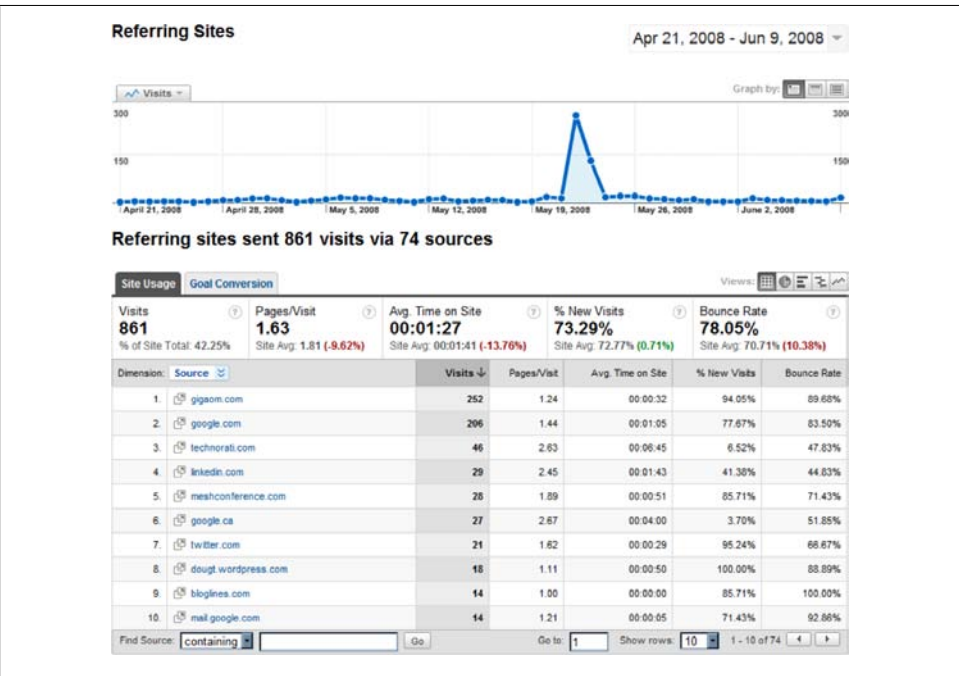 Referring Sites
Apr 21, 2008 - Jun 9, 2008
Visits
Graph by:
300 300
150 150
April 21, 2008 April 28, 2008 May 5, 2008 May 12, 2008 May 19, 2008 May 26, 2008 June 2, 2008
Referring sites sent 861 visits via 74 sources
Site Usage Goal Conversion Views:
Visits ? Pages/Visit ? Avg. Time on Site ? % New Visits ? Bounce Rate ?
861 1.63 00:01:27 73.29% 78.05%
% of Site Total: 42.25% Site Avg: 1.81 (-9.62%) Site Avg: 00:01:41 (-13.76%) Site Avg: 72.77% (0.71%) Site Avg: 70.71% (10.38%)
Dimension: Source Visits Pages/Visit Avg. Time on Site % New Visits Bounce Rate
1. gigaom.com 252 1.24 00:00:32 94.05% 89.68%
2. google.com 206 1.44 00:01:05 77.67% 83.50%
3. technorati.com 46 2.63 00:06:45 6.52% 47.83%
4. linkedin.com 29 2.45 00:01:43 41.38% 44.83%
5. meshconference.com 28 1.89 00:00:51 85.71% 71.43%
6. google.ca 27 2.67 00:04:00 3.70% 51.85%
7. twitter.com 21 1.62 00:00:29 95.24% 66.67%
8. dougt.wordpress.com 18 1.11 00:00:50 100.00% 88.89%
9. bloglines.com 14 1.00 00:00:00 85.71% 100.00%
10. mail.google.com 14 1.21 00:00:05 71.43% 92.86%
Find Source: containing Go Go to: 1 Show rows: 10 1 - 10 of 74